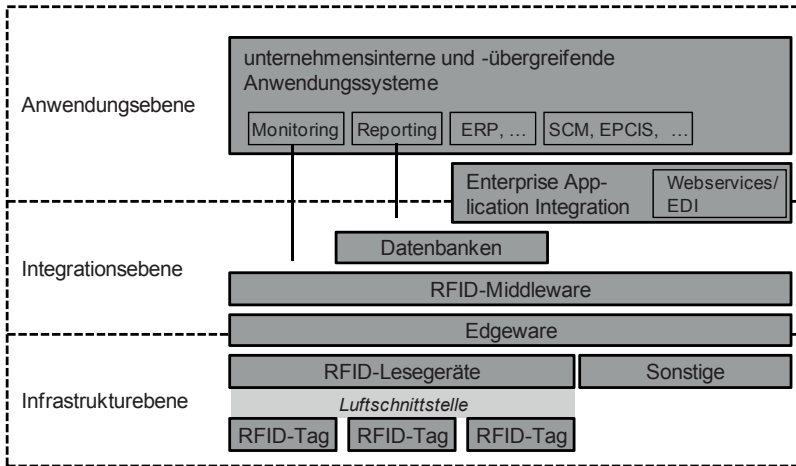 unternehmensinterne und -übergreifende
Anwendungssysteme
Anwendungsebene
Monitoring
Reporting
ERP, ...
SCM, EPCIS, ...
Enterprise App-
lication Integration
Webservices/
EDI
Datenbanken
Integrationsebene
RFID-Middleware
Edgeware
RFID-Lesegeräte
Sonstige
Infrastrukturebene
Luftschnittstelle
RFID-Tag
RFID-Tag
RFID-Tag